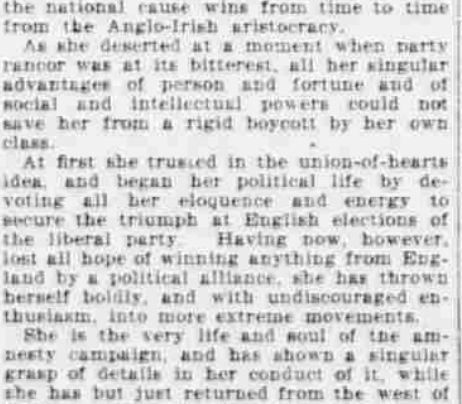 the national cause wins from time to time
from the Anglo-Irish aristocracy.
As she deserted at a moment when party
rancor was at its bitterest, all her singular
advantages of person and fortune and of
social and intellectual powers could not
save her from a rigid boycott by her own
class.
At first she trusted in the union-of-hearts
idea, and began her political life by de-
voting all her eloquence and energy to
secure the triumph at English elections of
the liberal party. Having now, however,
lost all hope of winning anything from Eng-
land by a political alliance, she has thrown
herself boldly, and with undiscouraged en-
thusiasm, into more extreme movements.
She is the very life and soul of the am-
nesty campaign, and has shown a singular
grasp of details in her conduct of it, while
she has but just returned from the west of